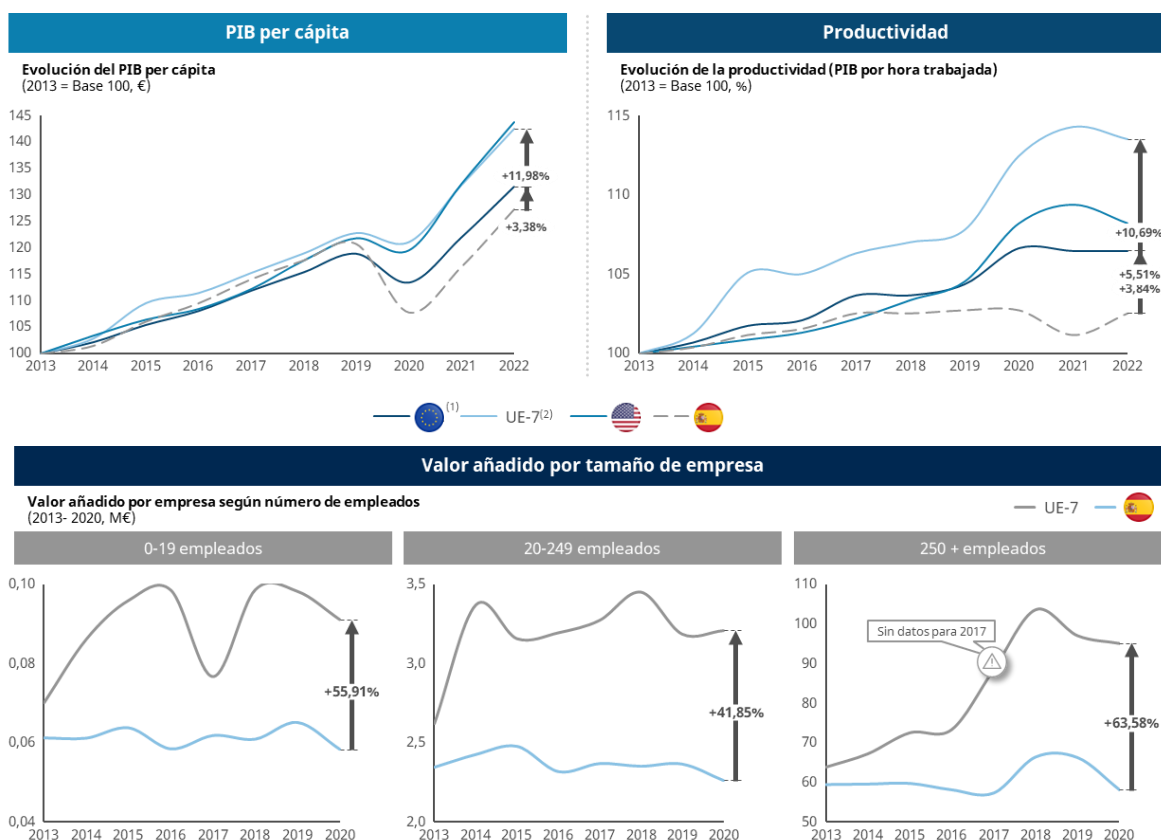 PIB per cápita
Evolución del PIB per cápita
(2013 = Base 100, €)
145
140
135
130
125
120
115
110
105
100
+11,98%
+3,38%
2013 2014 2015 2016 2017 2018 2019 2020 2021 2022
Productividad
Evolución de la productividad (PIB por hora trabajada)
(2013 = Base 100, %)
115
110
105
100
+10,69%
+5,51%
+3,84%
2013 2014 2015 2016 2017 2018 2019 2020 2021 2022
(1) UE-7(2)
Valor añadido por tamaño de empresa
Valor añadido por empresa según número de empleados
(2013- 2020, M€)
UE-7
0-19 empleados
0,10
0,08
0,06
0,04
+55,91%
2013 2014 2015 2016 2017 2018 2019 2020
20-249 empleados
3,5
3,0
2,5
2,0
+41,85%
2013 2014 2015 2016 2017 2018 2019 2020
250 + empleados
110
100
90
80
70
60
50
Sin datos para 2017
+63,58%
2013 2014 2015 2016 2017 2018 2019 2020